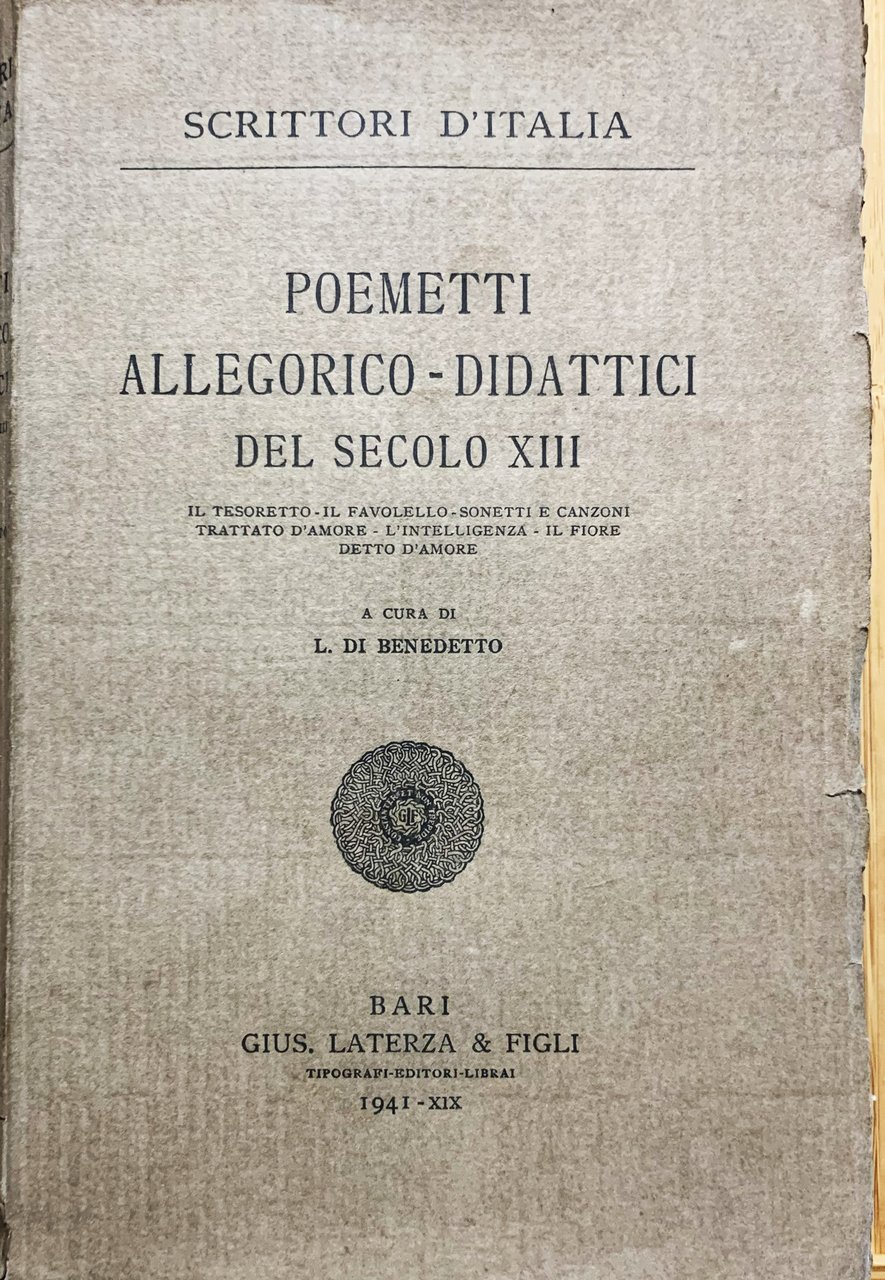 SCRITTORI D'ITALIA
POEMETTI
ALLEGORICO-DIDATTICI
DEL SECOLO XIII
IL TESORETTO - IL FAVOLELLO - SONETTI E CANZONI
TRATTATO D'AMORE - L'INTELLIGENZA - IL FIORE
DETTO D'AMORE
A CURA DI
L. DI BENEDETTO
GLF
BARI
GIUS. LATERZA & FIGLI
TIPOGRAFI-EDITORI-LIBRAI
1941-XIX